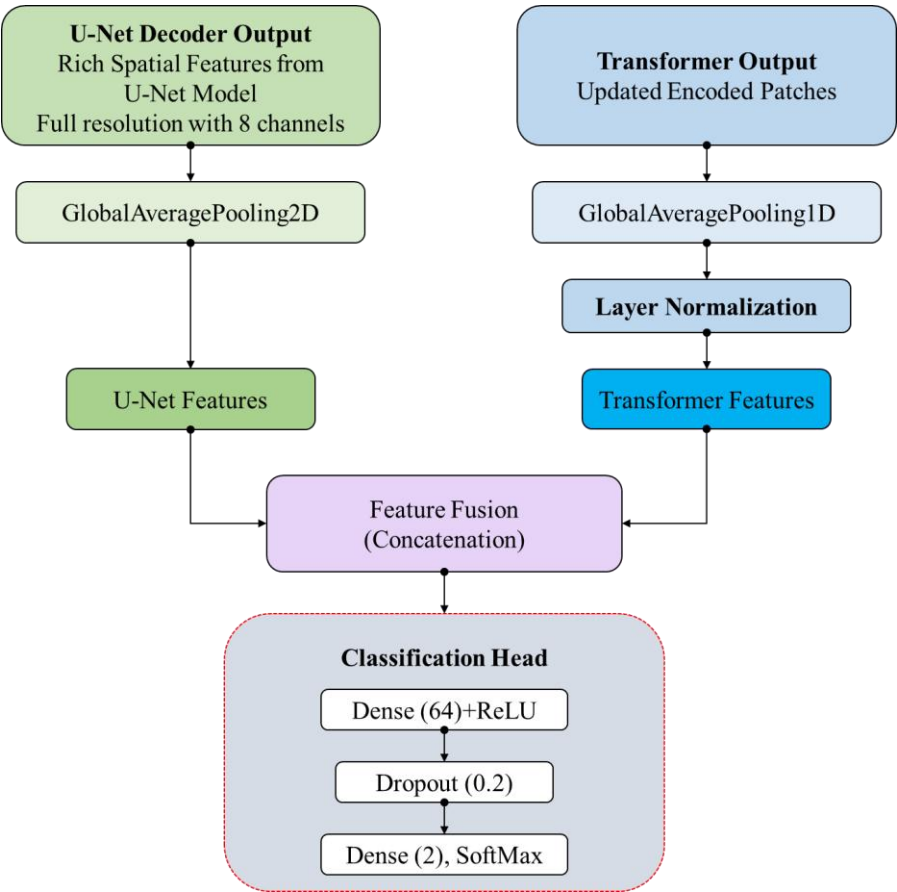 U-Net Decoder Output
Rich Spatial Features from
U-Net Model
Full resolution with 8 channels
Transformer Output
Updated Encoded Patches
GlobalAveragePooling2D
GlobalAveragePooling1D
Layer Normalization
U-Net Features
Transformer Features
Feature Fusion
(Concatenation)
Classification Head
Dense (64)+ReLU
Dropout (0.2)
Dense (2), SoftMax